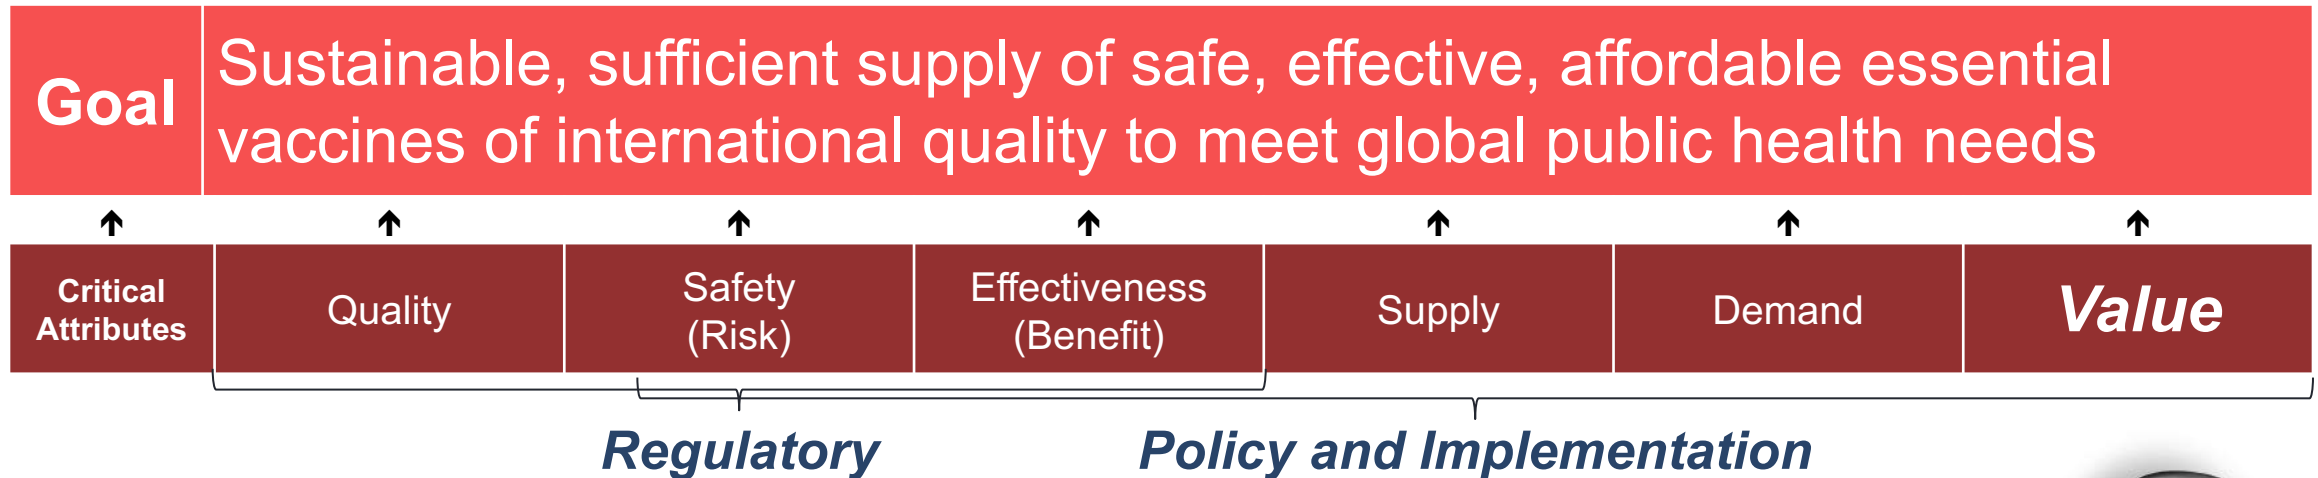 Goal
Sustainable, sufficient supply of safe, effective, affordable essential
vaccines of international quality to meet global public health needs
Critical
Attributes
Quality
Safety
(Risk)
Effectiveness
(Benefit)
Supply
Demand
Value
Regulatory
Policy and Implementation